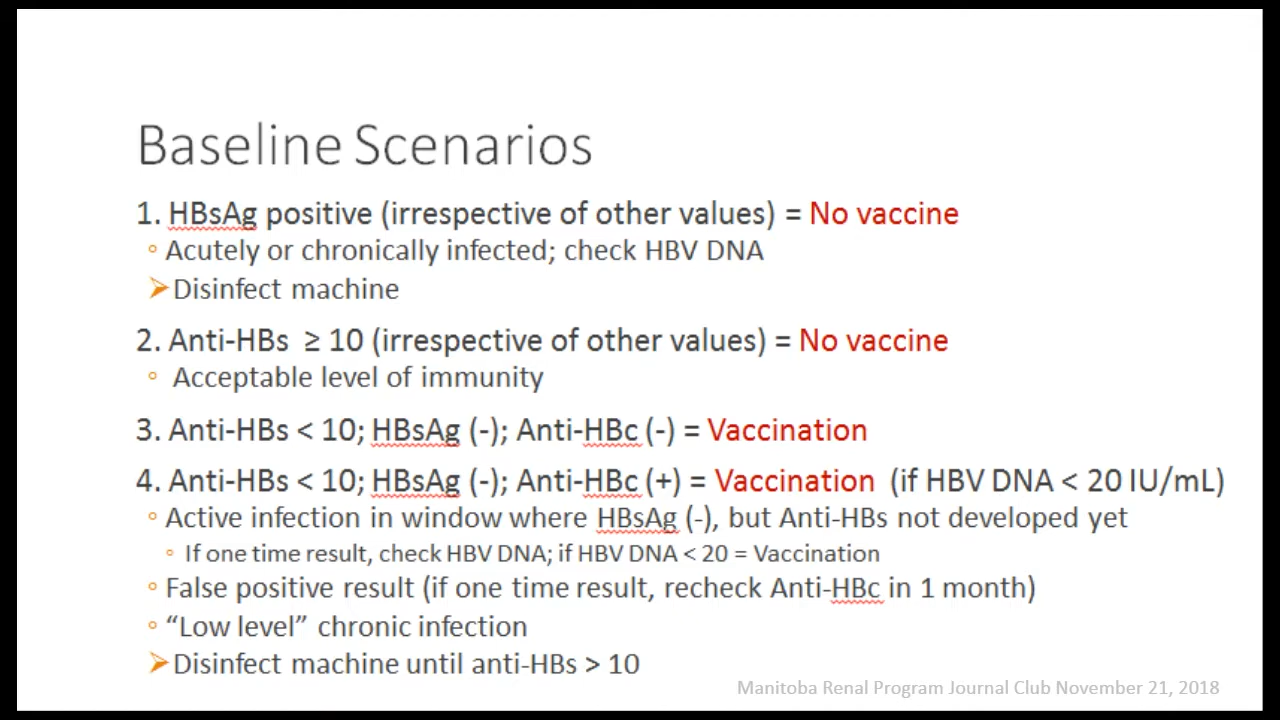 Baseline Scenarios
1. HBsAg positive (irrespective of other values) = No vaccine
◦ Acutely or chronically infected; check HBV DNA
➢Disinfect machine
2. Anti-HBs ≥ 10 (irrespective of other values) = No vaccine
◦ Acceptable level of immunity
3. Anti-HBs < 10; HBsAg (-); Anti-HBc (-) = Vaccination
4. Anti-HBs < 10; HBsAg (-); Anti-HBc (+) = Vaccination (if HBV DNA < 20 IU/mL)
◦ Active infection in window where HBsAg (-), but Anti-HBs not developed yet
◦ If one time result, check HBV DNA; if HBV DNA < 20 = Vaccination
◦ False positive result (if one time result, recheck Anti-HBc in 1 month)
◦ “Low level” chronic infection
➢Disinfect machine until anti-HBs > 10
Manitoba Renal Program Journal Club November 21, 2018